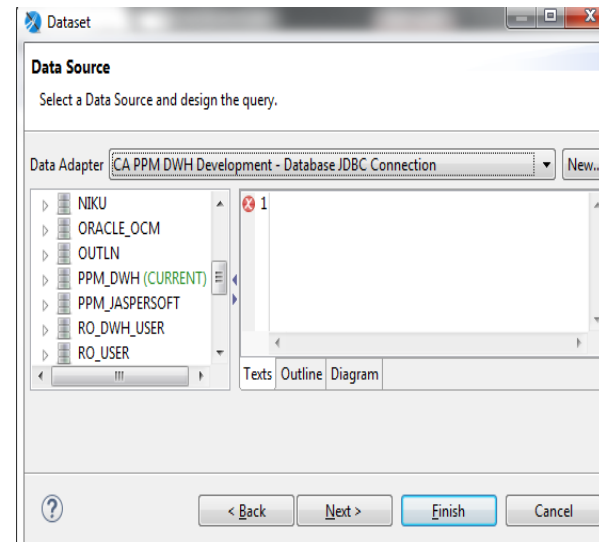 Dataset
Data Source
Select a Data Source and design the query.
Data Adapter CA PPM DWH Development - Database JDBC Connection New..
NIKU
ORACLE_OCM
OUTLN
PPM_DWH (CURRENT)
PPM_JASPERSOFT
RO_DWH_USER
RO_USER
1
Texts Outline Diagram
? < Back Next > Finish Cancel